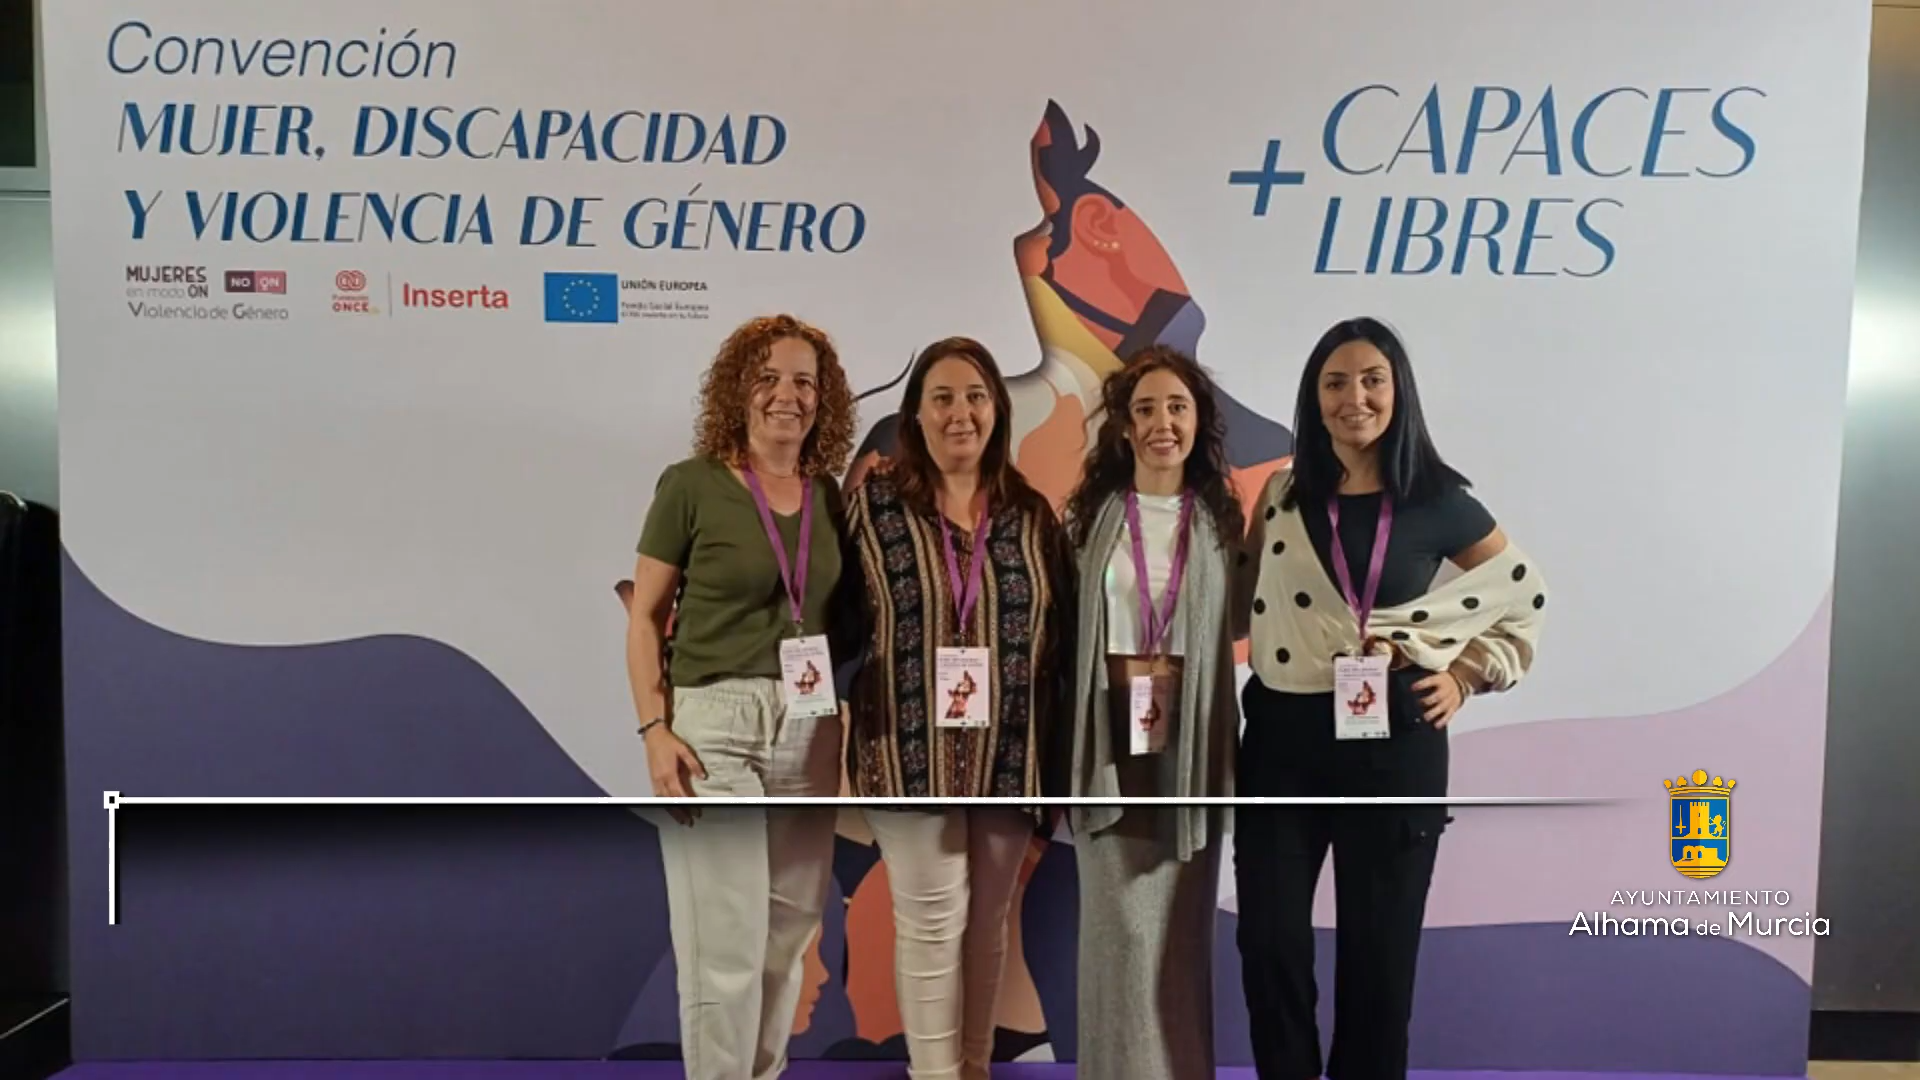 Convención
MUJER, DISCAPACIDAD
Y VIOLENCIA DE GÉNERO
+ CAPACES
LIBRES
MUJERES
en modo ON
NO ON
Violencia de Género
Fundación
ONCE
Inserta
UNIÓN EUROPEA
Fondo Social Europeo
AYUNTAMIENTO
Alhama de Murcia